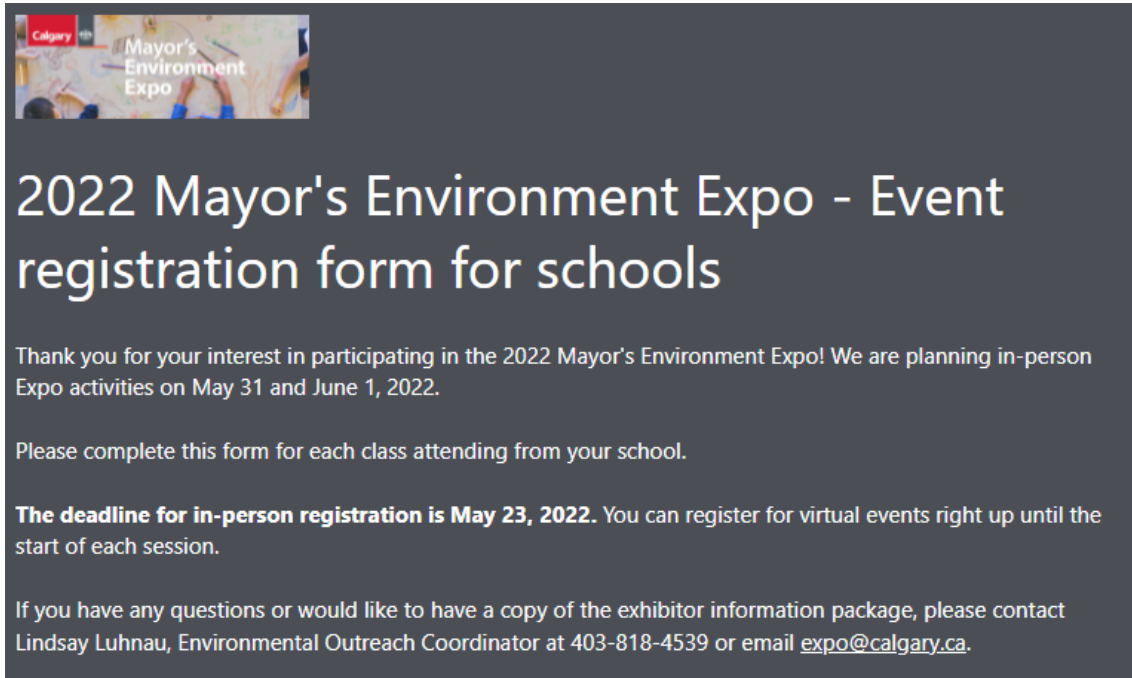 Calgary
Mayor's
Environment
Expo
2022 Mayor's Environment Expo - Event
registration form for schools
Thank you for your interest in participating in the 2022 Mayor's Environment Expo! We are planning in-person
Expo activities on May 31 and June 1, 2022.
Please complete this form for each class attending from your school.
The deadline for in-person registration is May 23, 2022. You can register for virtual events right up until the
start of each session.
If you have any questions or would like to have a copy of the exhibitor information package, please contact
Lindsay Luhnau, Environmental Outreach Coordinator at 403-818-4539 or email expo@calgary.ca.